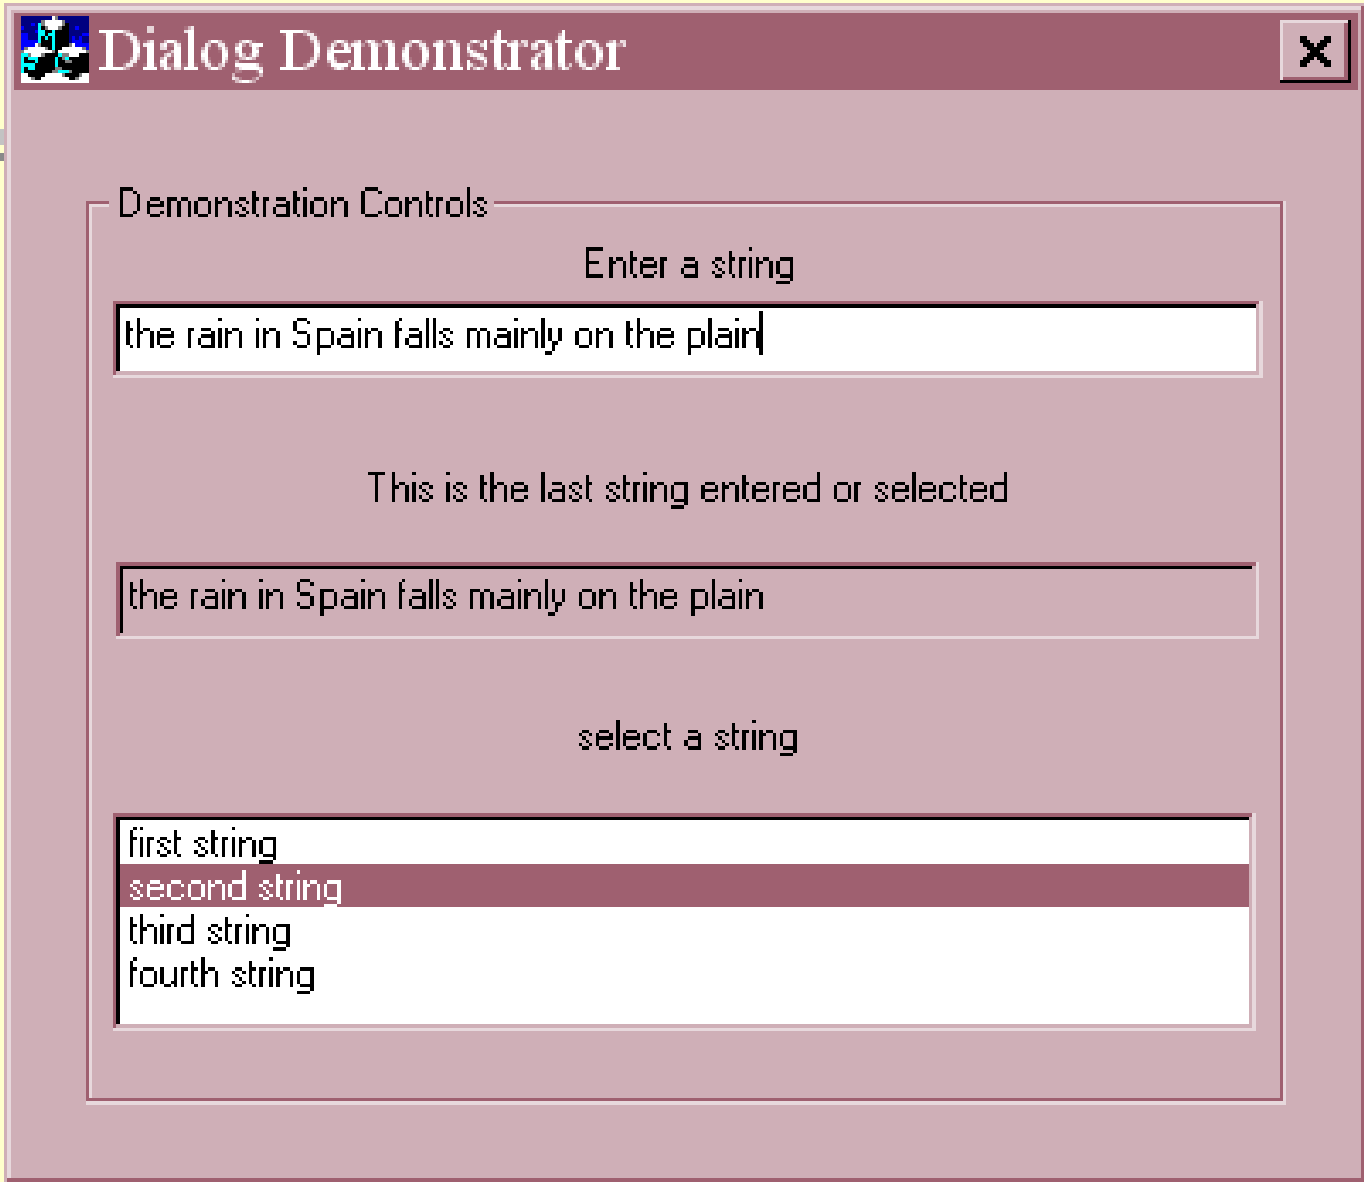 Dialog Demonstrator
Demonstration Controls
Enter a string
the rain in Spain falls mainly on the plain
This is the last string entered or selected
the rain in Spain falls mainly on the plain
select a string
first string
second string
third string
fourth string